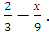 2/3 - x/9.